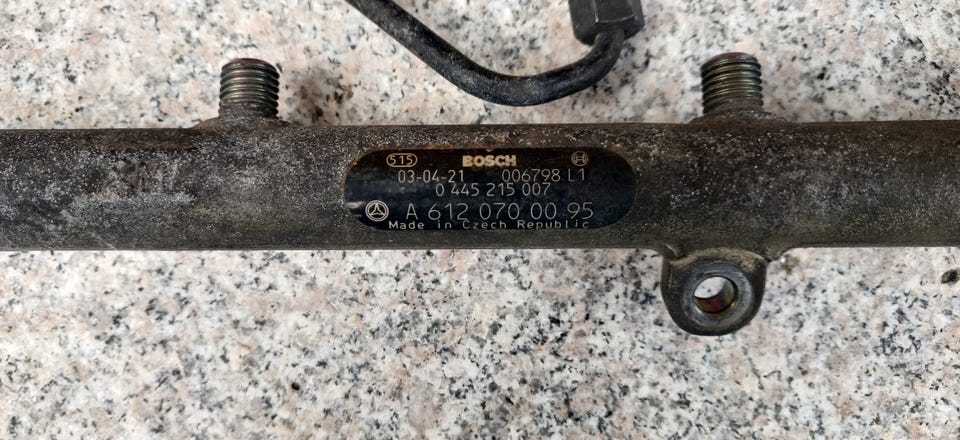 515 BOSCH
03-04-21 006798 L1
0 445 215 007
A 612 070 00 95
Made in Czech Republic